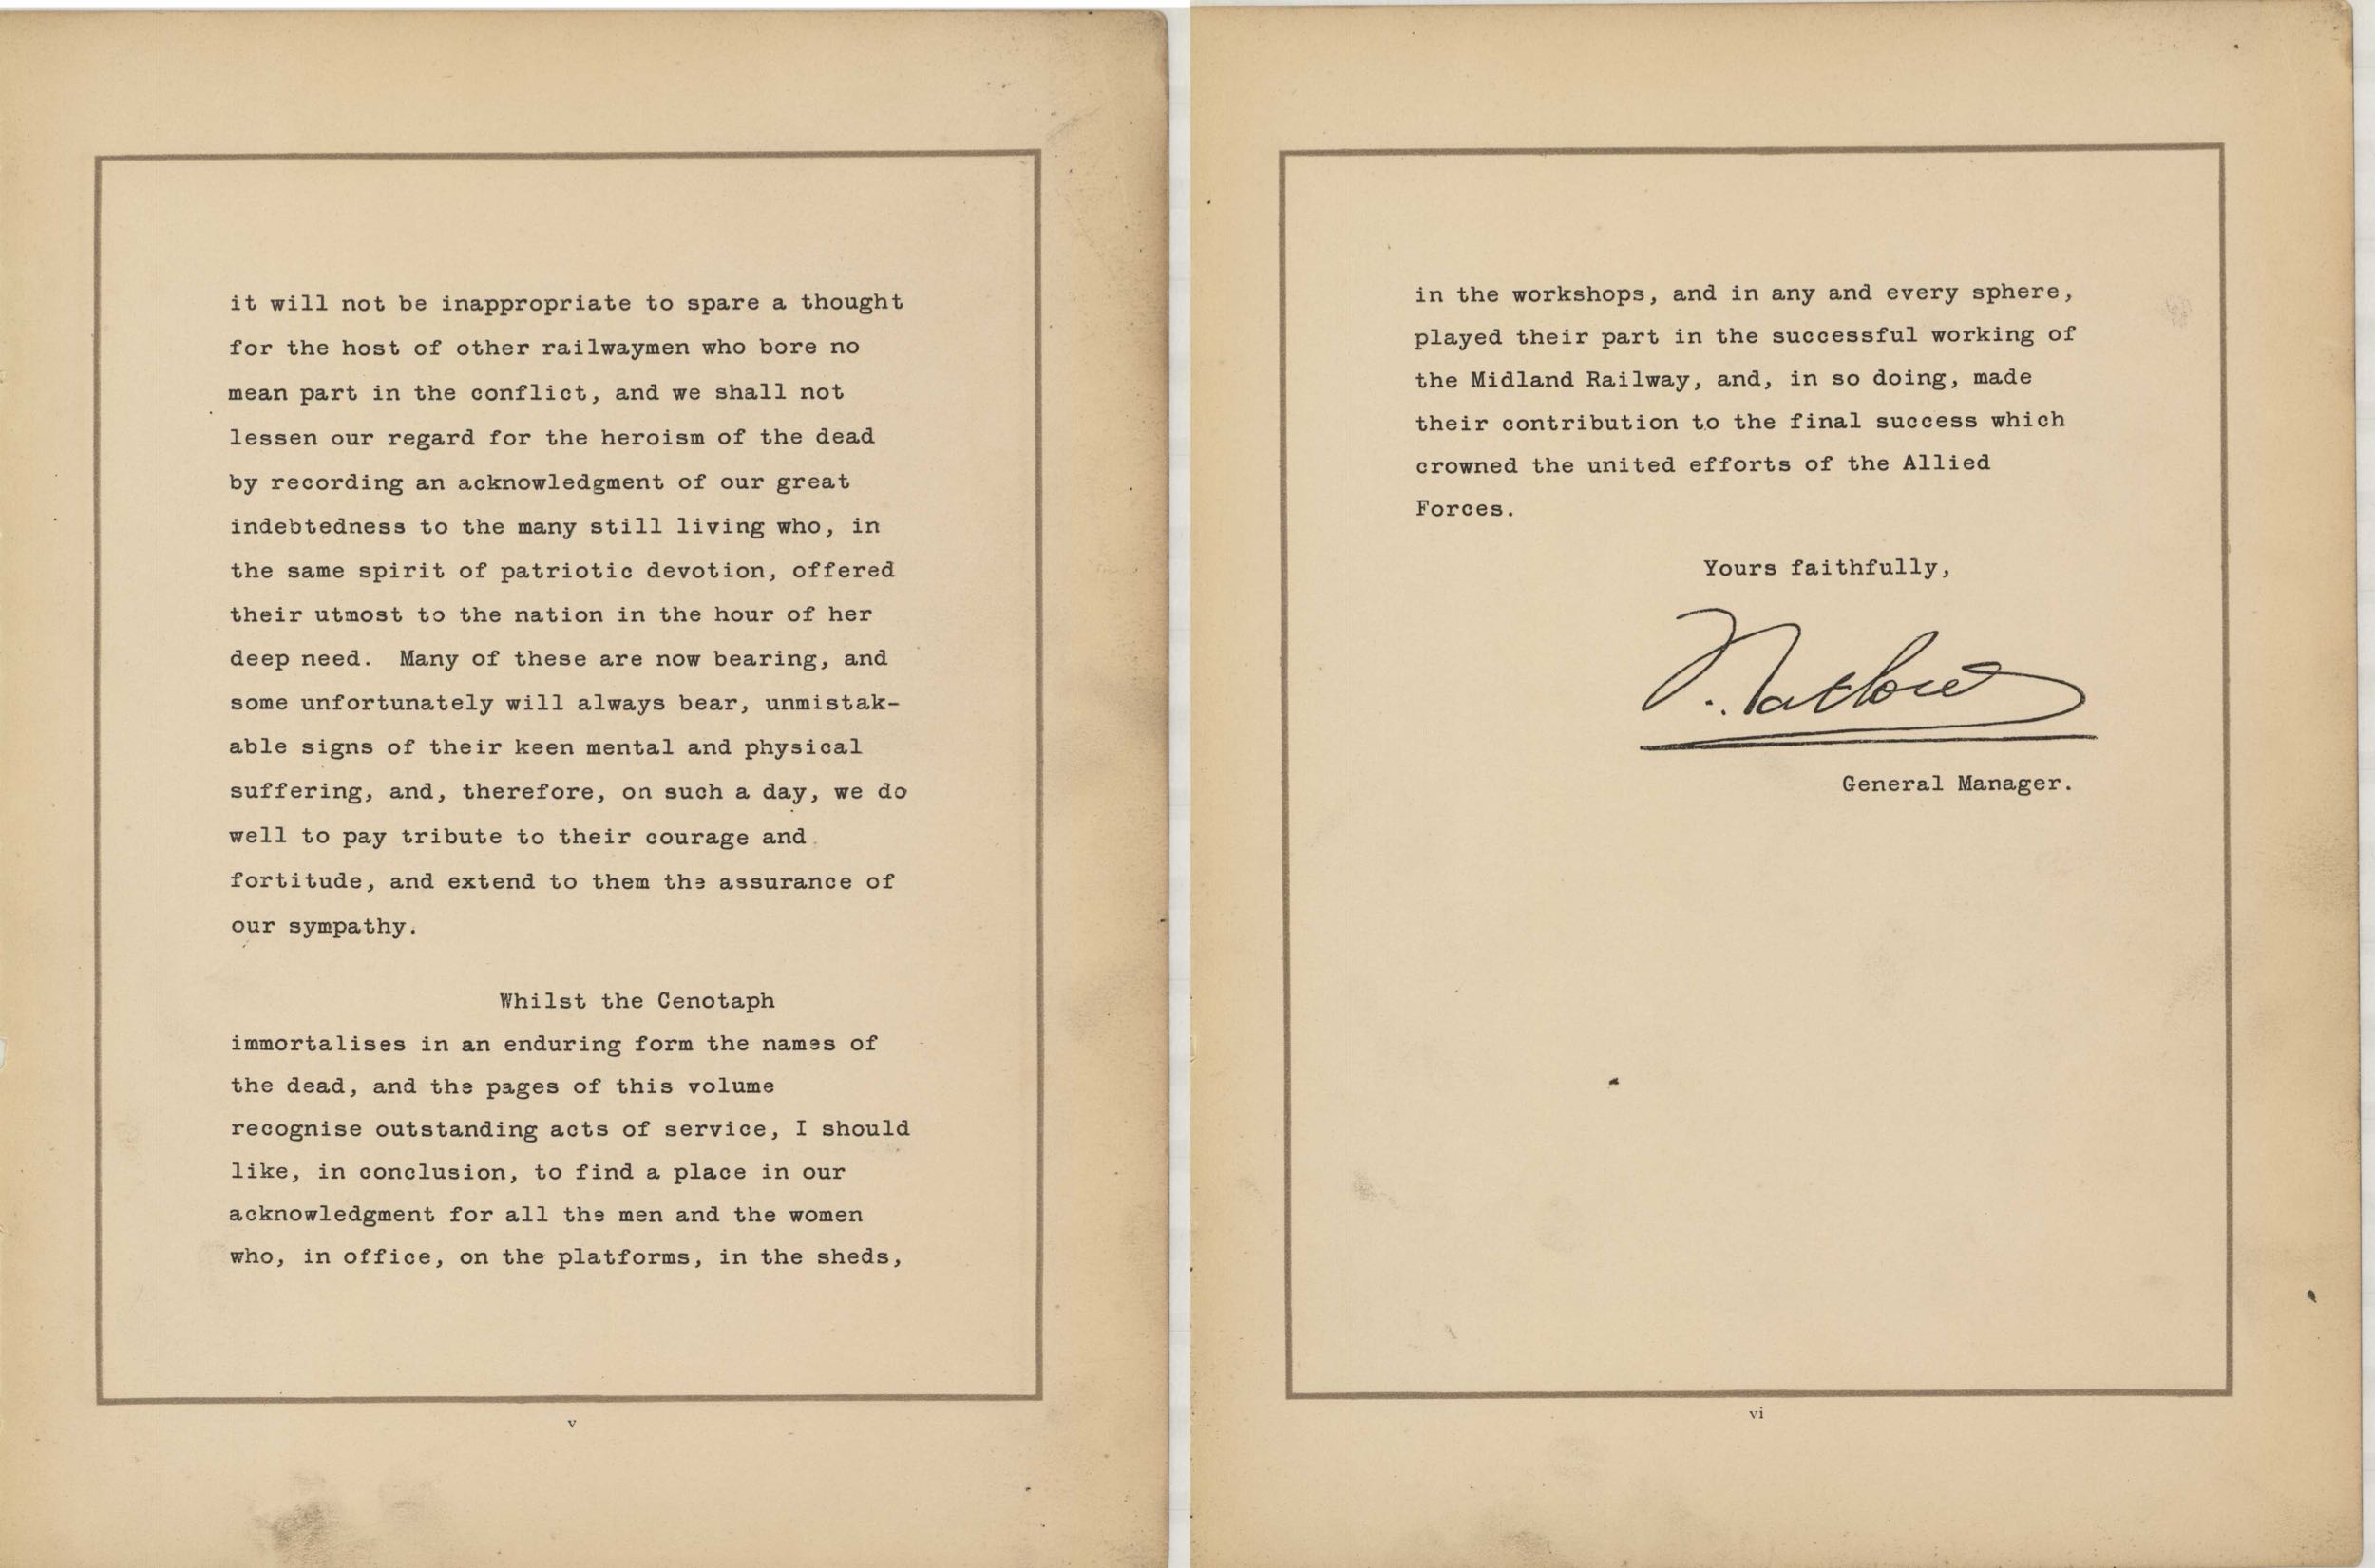 it will not be inappropriate to spare a thought
for the host of other railwaymen who bore no
mean part in the conflict, and we shall not
lessen our regard for the heroism of the dead
by recording an acknowledgment of our great
indebtedness to the many still living who, in
the same spirit of patriotic devotion, offered
their utmost to the nation in the hour of her
deep need. Many of these are now bearing, and
some unfortunately will always bear, unmistak-
able signs of their keen mental and physical
suffering, and, therefore, on such a day, we do
well to pay tribute to their courage and
fortitude, and extend to them the assurance of
our sympathy.
Whilst the Cenotaph
immortalises in an enduring form the names of
the dead, and the pages of this volume
recognise outstanding acts of service, I should
like, in conclusion, to find a place in our
acknowledgment for all the men and the women
who, in office, on the platforms, in the sheds,
v
in the workshops, and in any and every sphere,
played their part in the successful working of
the Midland Railway, and, in so doing, made
their contribution to the final success which
crowned the united efforts of the Allied
Forces.
Yours faithfully,
General Manager.
vi